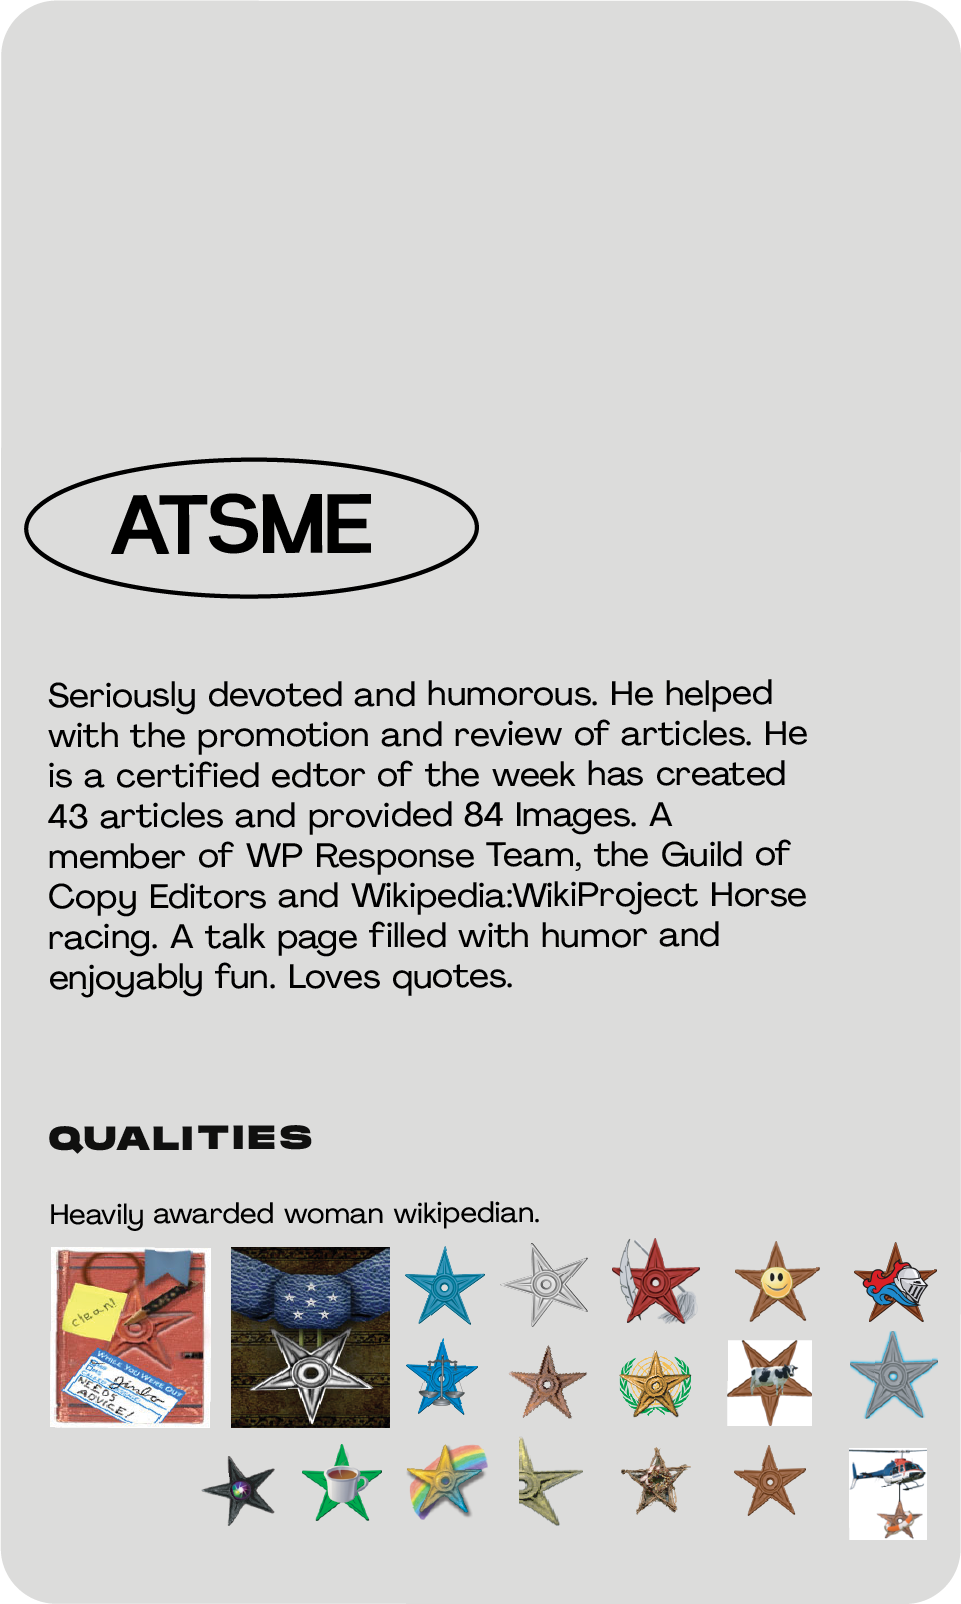 ATSME
Seriously devoted and humorous. He helped
with the promotion and review of articles. He
is a certified edtor of the week has created
43 articles and provided 84 Images. A
member of WP Response Team, the Guild of
Copy Editors and Wikipedia:WikiProject Horse
racing. A talk page filled with humor and
enjoyably fun. Loves quotes.
QUALITIES
Heavily awarded woman wikipedian.
clean!
WHILE YOU WERE OUT
Jimbo
NEEDS
ADVICE!